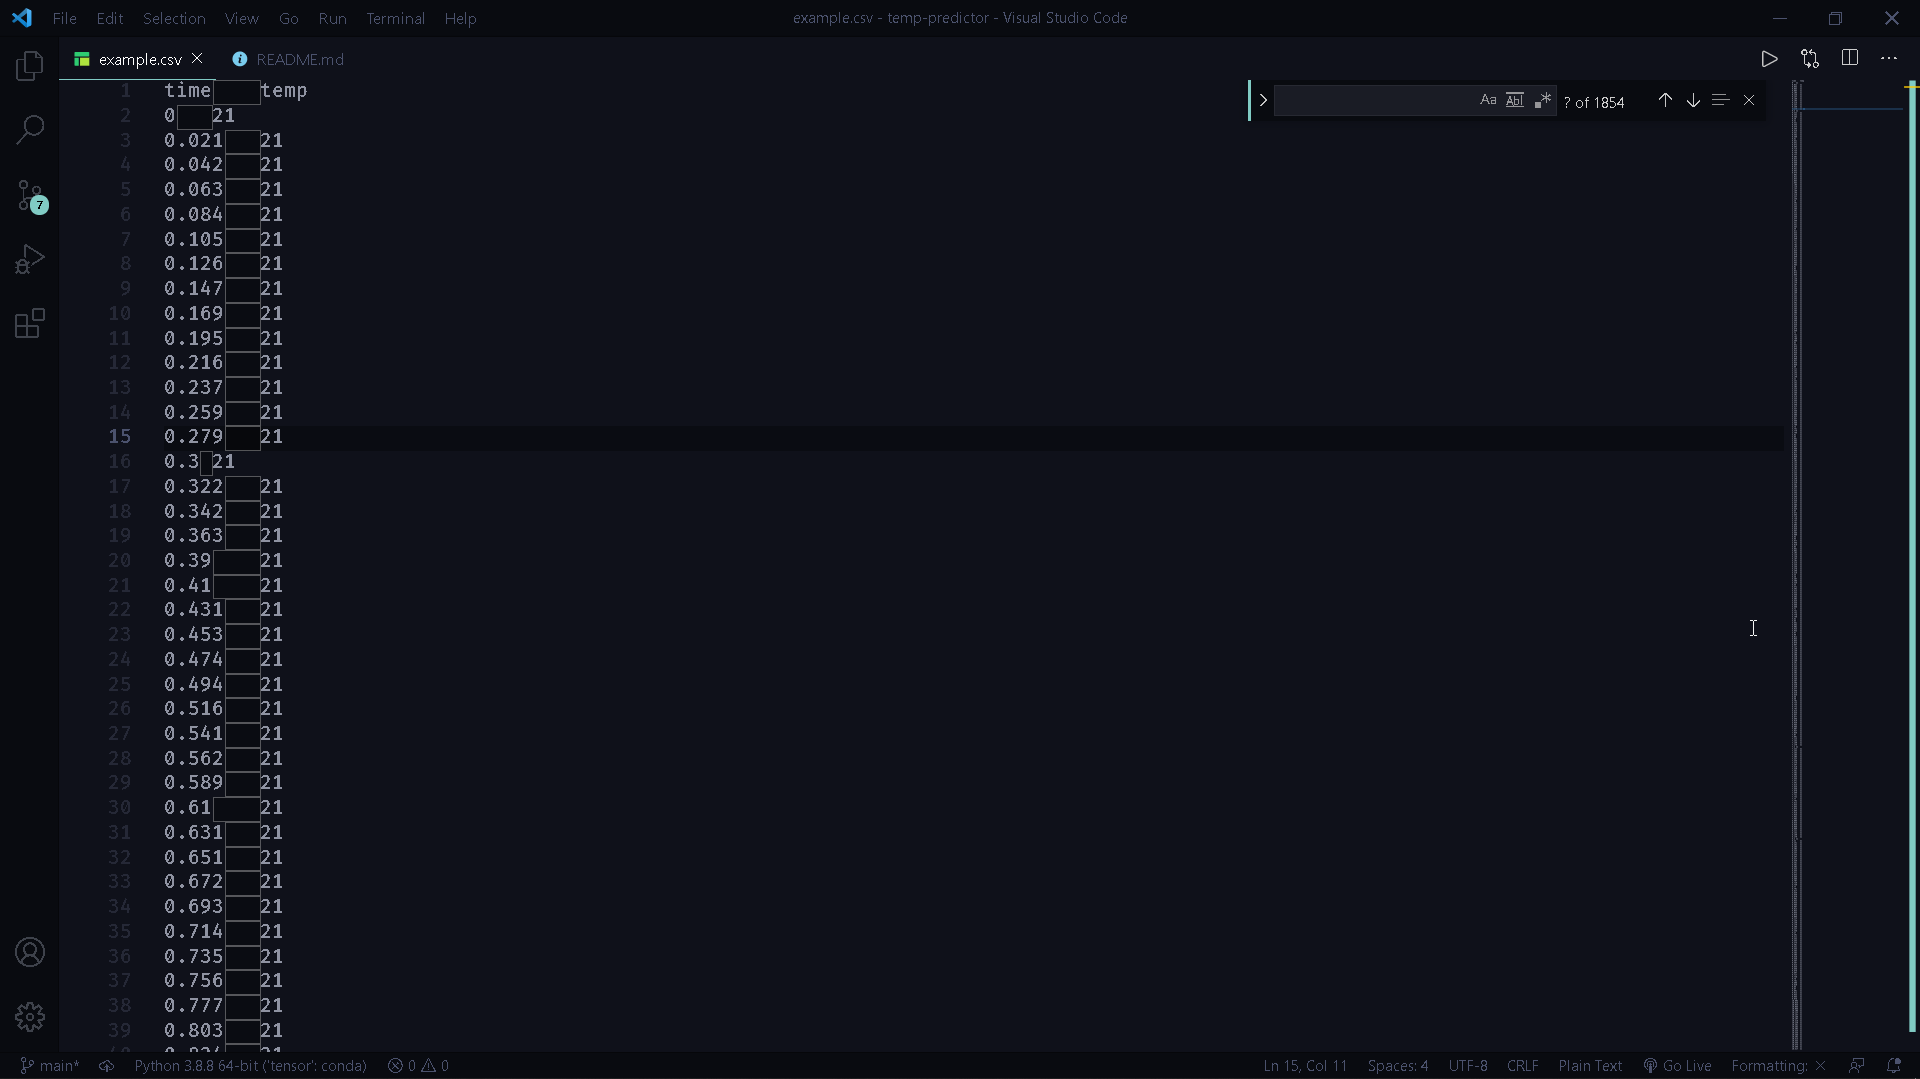 File Edit Selection View Go Run Terminal Help
example.csv - temp-predictor - Visual Studio Code
example.csv README.md
Aa Abl ? of 1854
1 time temp
2 0 21
3 0.021 21
4 0.042 21
5 0.063 21
6 0.084 21
7 0.105 21
8 0.126 21
9 0.147 21
10 0.169 21
11 0.195 21
12 0.216 21
13 0.237 21
14 0.259 21
15 0.279 21
16 0.3 21
17 0.322 21
18 0.342 21
19 0.363 21
20 0.39 21
21 0.41 21
22 0.431 21
23 0.453 21
24 0.474 21
25 0.494 21
26 0.516 21
27 0.541 21
28 0.562 21
29 0.589 21
30 0.61 21
31 0.631 21
32 0.651 21
33 0.672 21
34 0.693 21
35 0.714 21
36 0.735 21
37 0.756 21
38 0.777 21
39 0.803 21
7
main* Python 3.8.8 64-bit ('tensor': conda) 0 0 Ln 15, Col 11 Spaces: 4 UTF-8 CRLF Plain Text Go Live Formatting: ×